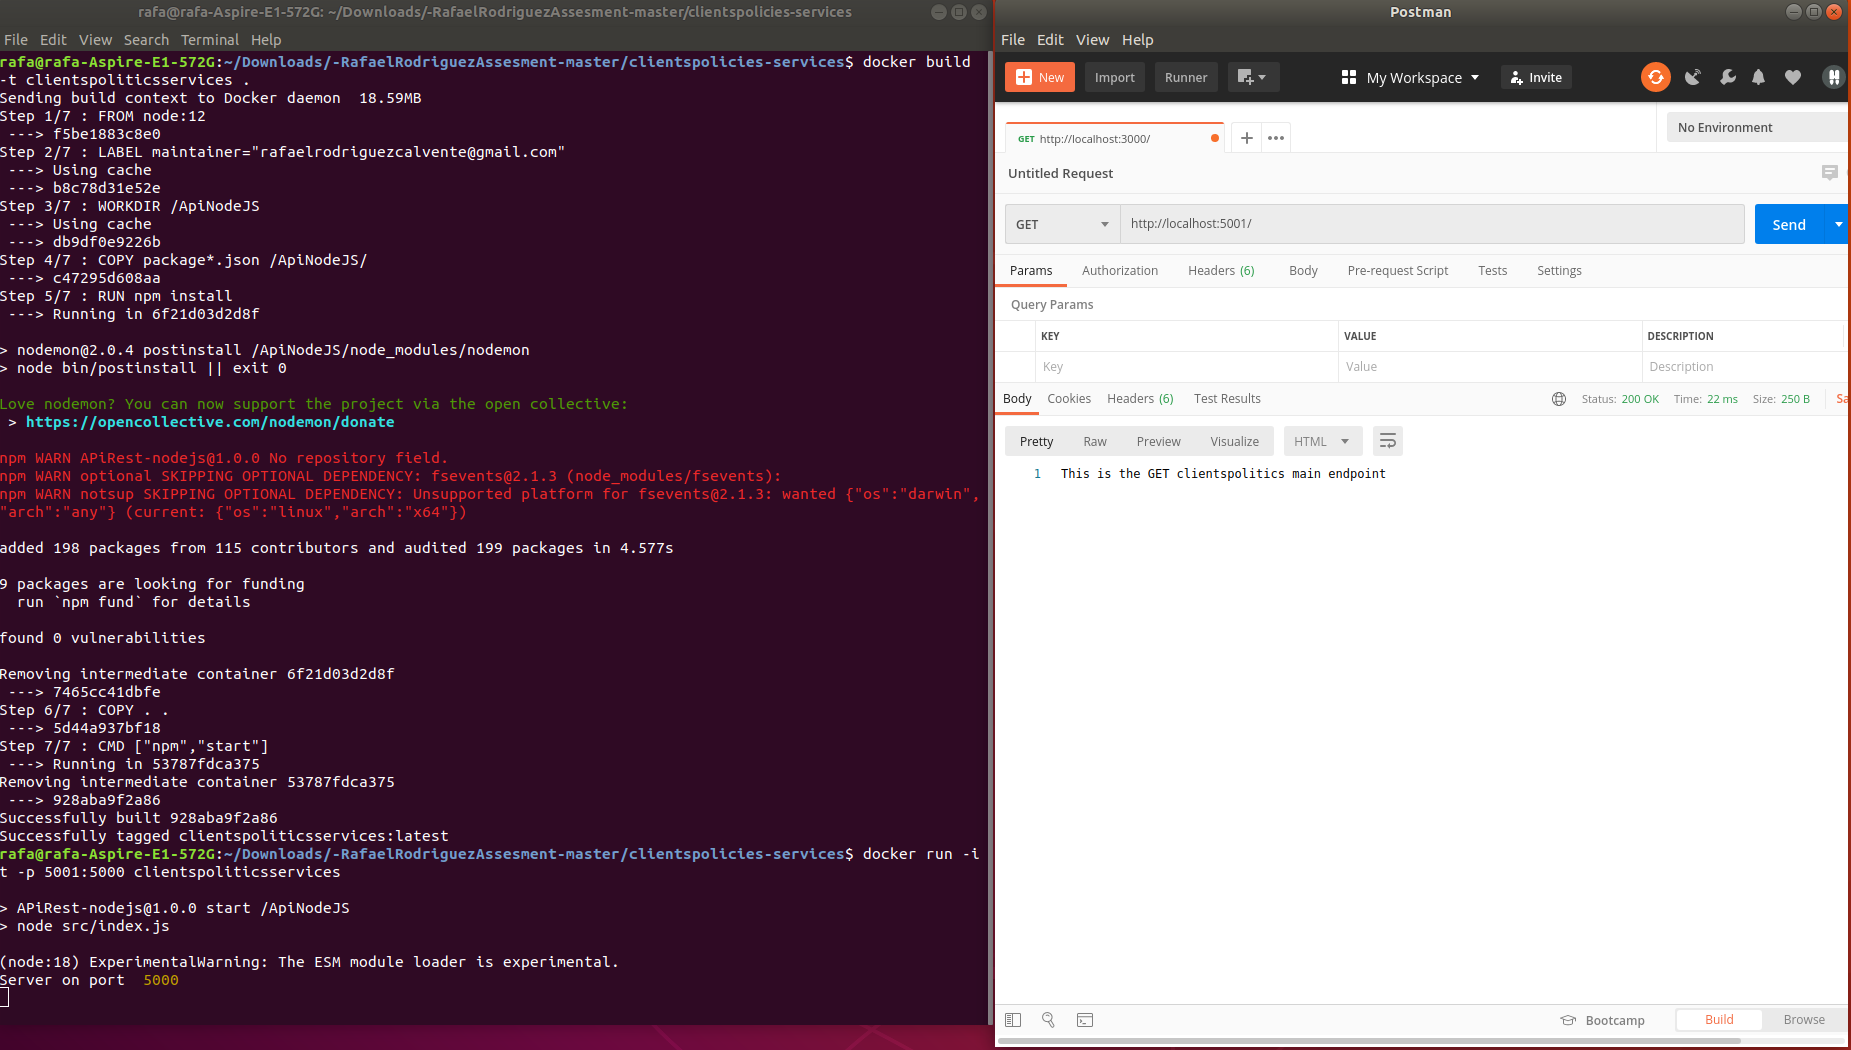 rafa@rafa-Aspire-E1-572G: ~/Downloads/-RafaelRodriguezAssesment-master/clientspolicies-services
File Edit View Search Terminal Help
rafa@rafa-Aspire-E1-572G:~/Downloads/-RafaelRodriguezAssesment-master/clientspolicies-services$ docker build
-t clientspoliticsservices .
Sending build context to Docker daemon  18.59MB
Step 1/7 : FROM node:12
 ---> f5be1883c8e0
Step 2/7 : LABEL maintainer="rafaelrodriguezcalvente@gmail.com"
 ---> Using cache
 ---> b8c78d31e52e
Step 3/7 : WORKDIR /ApiNodeJS
 ---> Using cache
 ---> db9df0e9226b
Step 4/7 : COPY package*.json /ApiNodeJS/
 ---> c47295d608aa
Step 5/7 : RUN npm install
 ---> Running in 6f21d03d2d8f
> nodemon@2.0.4 postinstall /ApiNodeJS/node_modules/nodemon
> node bin/postinstall || exit 0
Love nodemon? You can now support the project via the open collective:
 > https://opencollective.com/nodemon/donate
npm WARN APiRest-nodejs@1.0.0 No repository field.
npm WARN optional SKIPPING OPTIONAL DEPENDENCY: fsevents@2.1.3 (node_modules/fsevents):
npm WARN notsup SKIPPING OPTIONAL DEPENDENCY: Unsupported platform for fsevents@2.1.3: wanted {"os":"darwin",
"arch":"any"} (current: {"os":"linux","arch":"x64"})
added 198 packages from 115 contributors and audited 199 packages in 4.577s
9 packages are looking for funding
  run `npm fund` for details
found 0 vulnerabilities
Removing intermediate container 6f21d03d2d8f
 ---> 7465cc41dbfe
Step 6/7 : COPY . .
 ---> 5d44a937bf18
Step 7/7 : CMD ["npm","start"]
 ---> Running in 53787fdca375
Removing intermediate container 53787fdca375
 ---> 928aba9f2a86
Successfully built 928aba9f2a86
Successfully tagged clientspoliticsservices:latest
rafa@rafa-Aspire-E1-572G:~/Downloads/-RafaelRodriguezAssesment-master/clientspolicies-services$ docker run -i
t -p 5001:5000 clientspoliticsservices
> APiRest-nodejs@1.0.0 start /ApiNodeJS
> node src/index.js
(node:18) ExperimentalWarning: The ESM module loader is experimental.
Server on port  5000
Postman
File Edit View Help
New Import Runner My Workspace Invite
GET http://localhost:3000/ No Environment
Untitled Request
GET http://localhost:5001/ Send
Params Authorization Headers (6) Body Pre-request Script Tests Settings
Query Params
KEY VALUE DESCRIPTION
Key Value Description
Body Cookies Headers (6) Test Results Status: 200 OK Time: 22 ms Size: 250 B Sa
Pretty Raw Preview Visualize HTML
1 This is the GET clientspolitics main endpoint
Bootcamp Build Browse